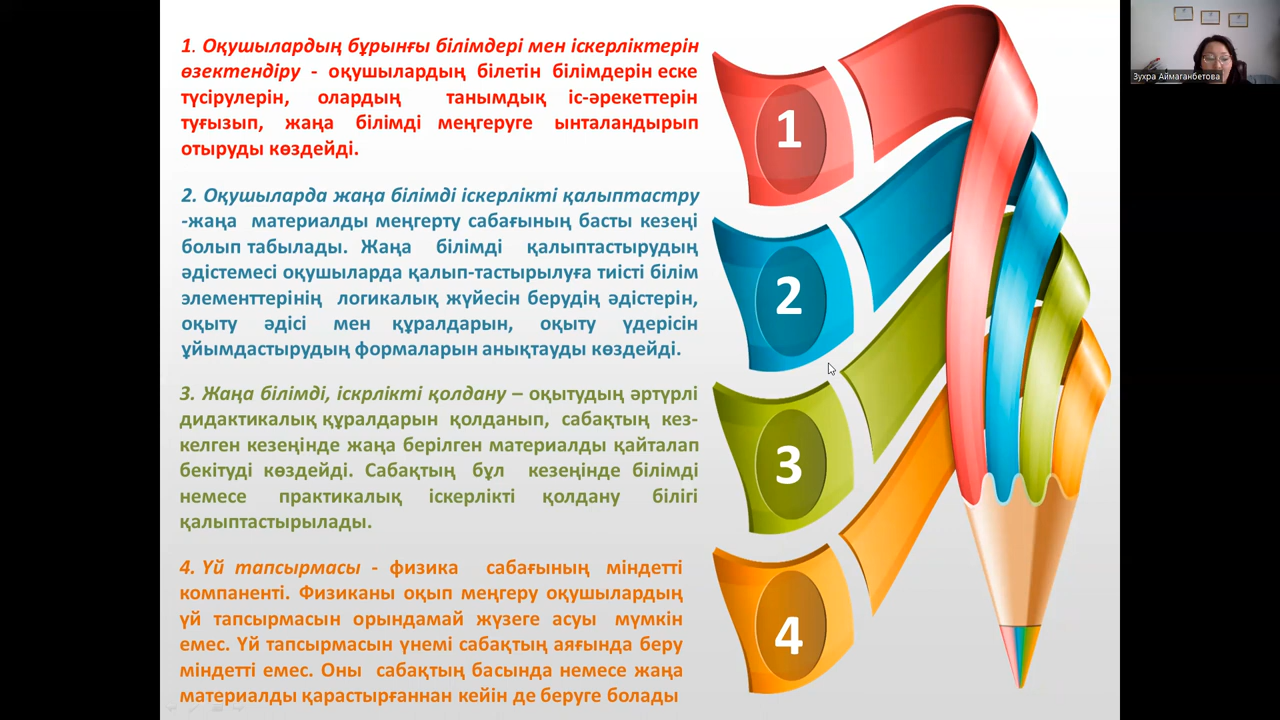 1. Оқушылардың бұрынғы білімдері мен іскерліктерін
өзектендіру - оқушылардың білетін білімдерін еске
түсірулерін, олардың танымдық іс-әрекеттерін
туғызып, жаңа білімді меңгеруге ынталандырып
отыруды көздейді.
2. Оқушыларда жаңа білімді іскерлікті қалыптастру
-жаңа материалды меңгерту сабағының басты кезеңі
болып табылады. Жаңа білімді қалыптастырудың
әдістемесі оқушыларда қалып-тастырылуға тиісті білім
элементтерінің логикалық жүйесін берудің әдістерін,
оқыту әдісі мен құралдарын, оқыту үдерісін
ұйымдастырудың формаларын анықтауды көздейді.
3. Жаңа білімді, іскрлікті қолдану – оқытудың әртүрлі
дидактикалық құралдарын қолданып, сабақтың кез-
келген кезеңінде жаңа берілген материалды қайталап
бекітуді көздейді. Сабақтың бұл кезеңінде білімді
немесе практикалық іскерлікті қолдану білігі
қалыптастырылады.
4. Үй тапсырмасы - физика сабағының міндетті
компоненті. Физиканы оқып меңгеру оқушылардың
үй тапсырмасын орындамай жүзеге асуы мүмкін
емес. Үй тапсырмасын үнемі сабақтың аяғында беру
міндетті емес. Оны сабақтың басында немесе жаңа
материалды қарастырғаннан кейін де беруге болады
1
2
3
4
Зухра Аймаганбетова